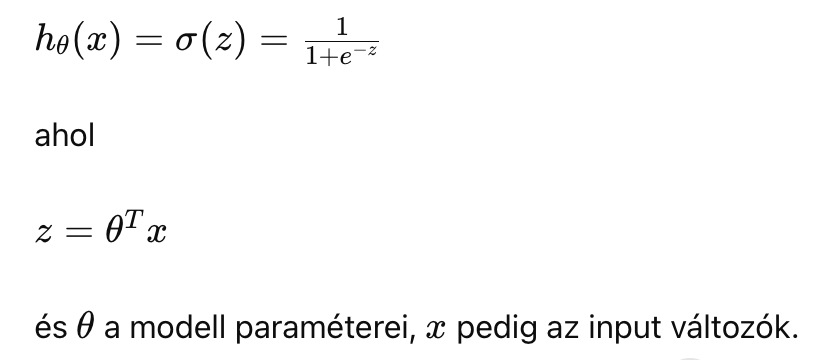 hθ(x) = σ(z) = 1/(1+e^−z)
ahol
z = θ^T x
és θ a modell paraméterei, x pedig az input változók.